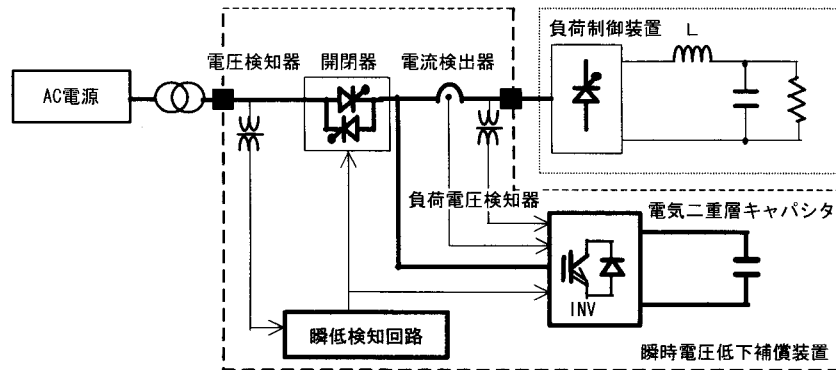 負荷制御装置
L
電圧検知器
開閉器
電流検出器
AC電源
負荷電圧検知器
電気二重層キャパシタ
INV
瞬低検知回路
瞬時電圧低下補償装置